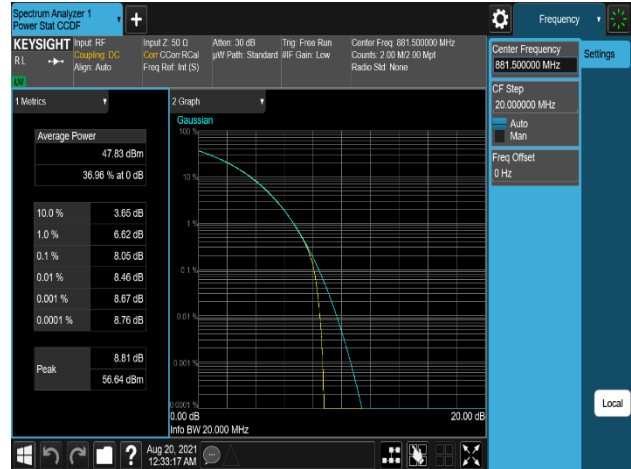 Spectrum Analyzer 1
Power Stat CCDF
Frequency
KEYSIGHT
RL
Input: RF
Coupling: DC
Align: Auto
Input Z: 50 Ω
Corr CCorr RCal
Freq Ref: Int (S)
Atten: 30 dB
µW Path: Standard
Trig: Free Run
#IF Gain: Low
Center Freq: 881.500000 MHz
Counts: 2.00 M/2.00 Mpt
Radio Std: None
Center Frequency
881.500000 MHz
Settings
CF Step
20.000000 MHz
Auto
Man
Freq Offset
0 Hz
1 Metrics
Average Power
47.83 dBm
36.96 % at 0 dB
10.0 % 3.65 dB
1.0 % 6.62 dB
0.1 % 8.05 dB
0.01 % 8.46 dB
0.001 % 8.67 dB
0.0001 % 8.76 dB
Peak 8.81 dB
56.64 dBm
2 Graph
Gaussian
100 %
10 %
1 %
0.1 %
0.01 %
0.001 %
0.0001 %
0.00 dB 20.00 dB
Info BW 20.000 MHz
Local
?
Aug 20, 2021
12:33:17 AM